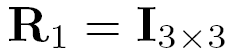 R₁ = I₃×₃